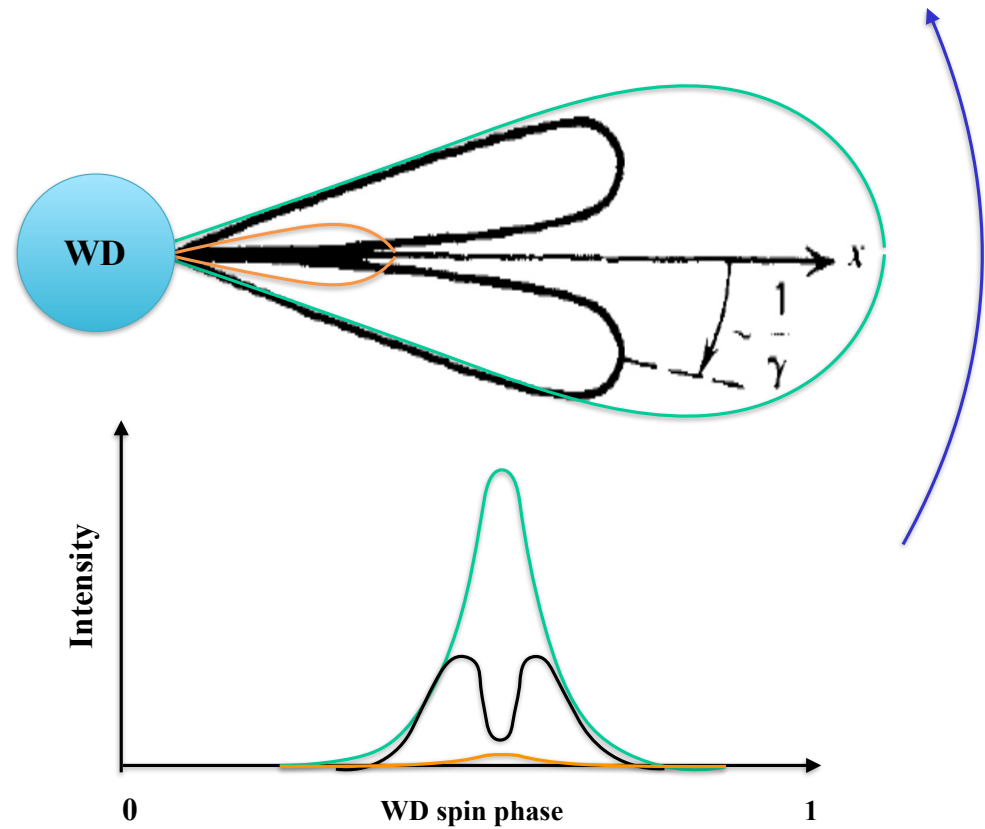 WD
x
~ 1
γ
Intensity
0 WD spin phase 1